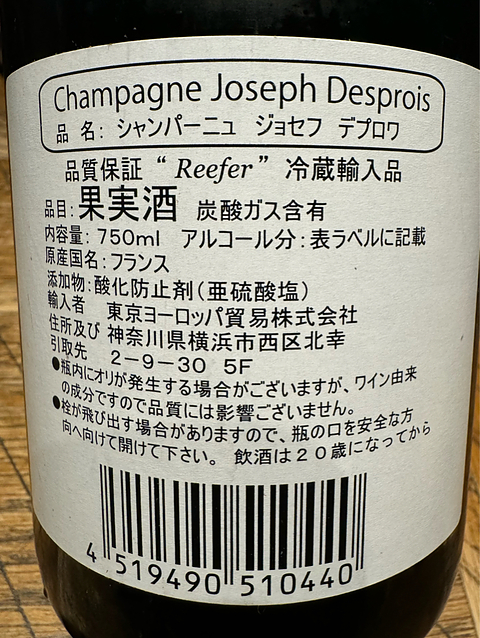 Champagne Joseph Desprois
品 名: シャンパーニュ ジョセフ デプロワ
品質保証 “Reefer” 冷蔵輸入品
品目:果実酒 炭酸ガス含有
内容量:750ml アルコール分:表ラベルに記載
原産国名:フランス
添加物:酸化防止剤(亜硫酸塩)
輸入者 東京ヨーロッパ貿易株式会社
住所及び 神奈川県横浜市西区北幸
引取先 2-9-30 5F
●瓶内にオリが発生する場合がございますが、ワイン由来
の成分ですので品質には影響ございません。
●栓が飛び出す場合がありますので、瓶の口を安全な方
向へ向けて開けて下さい。 飲酒は20歳になってから
4 519490 510440